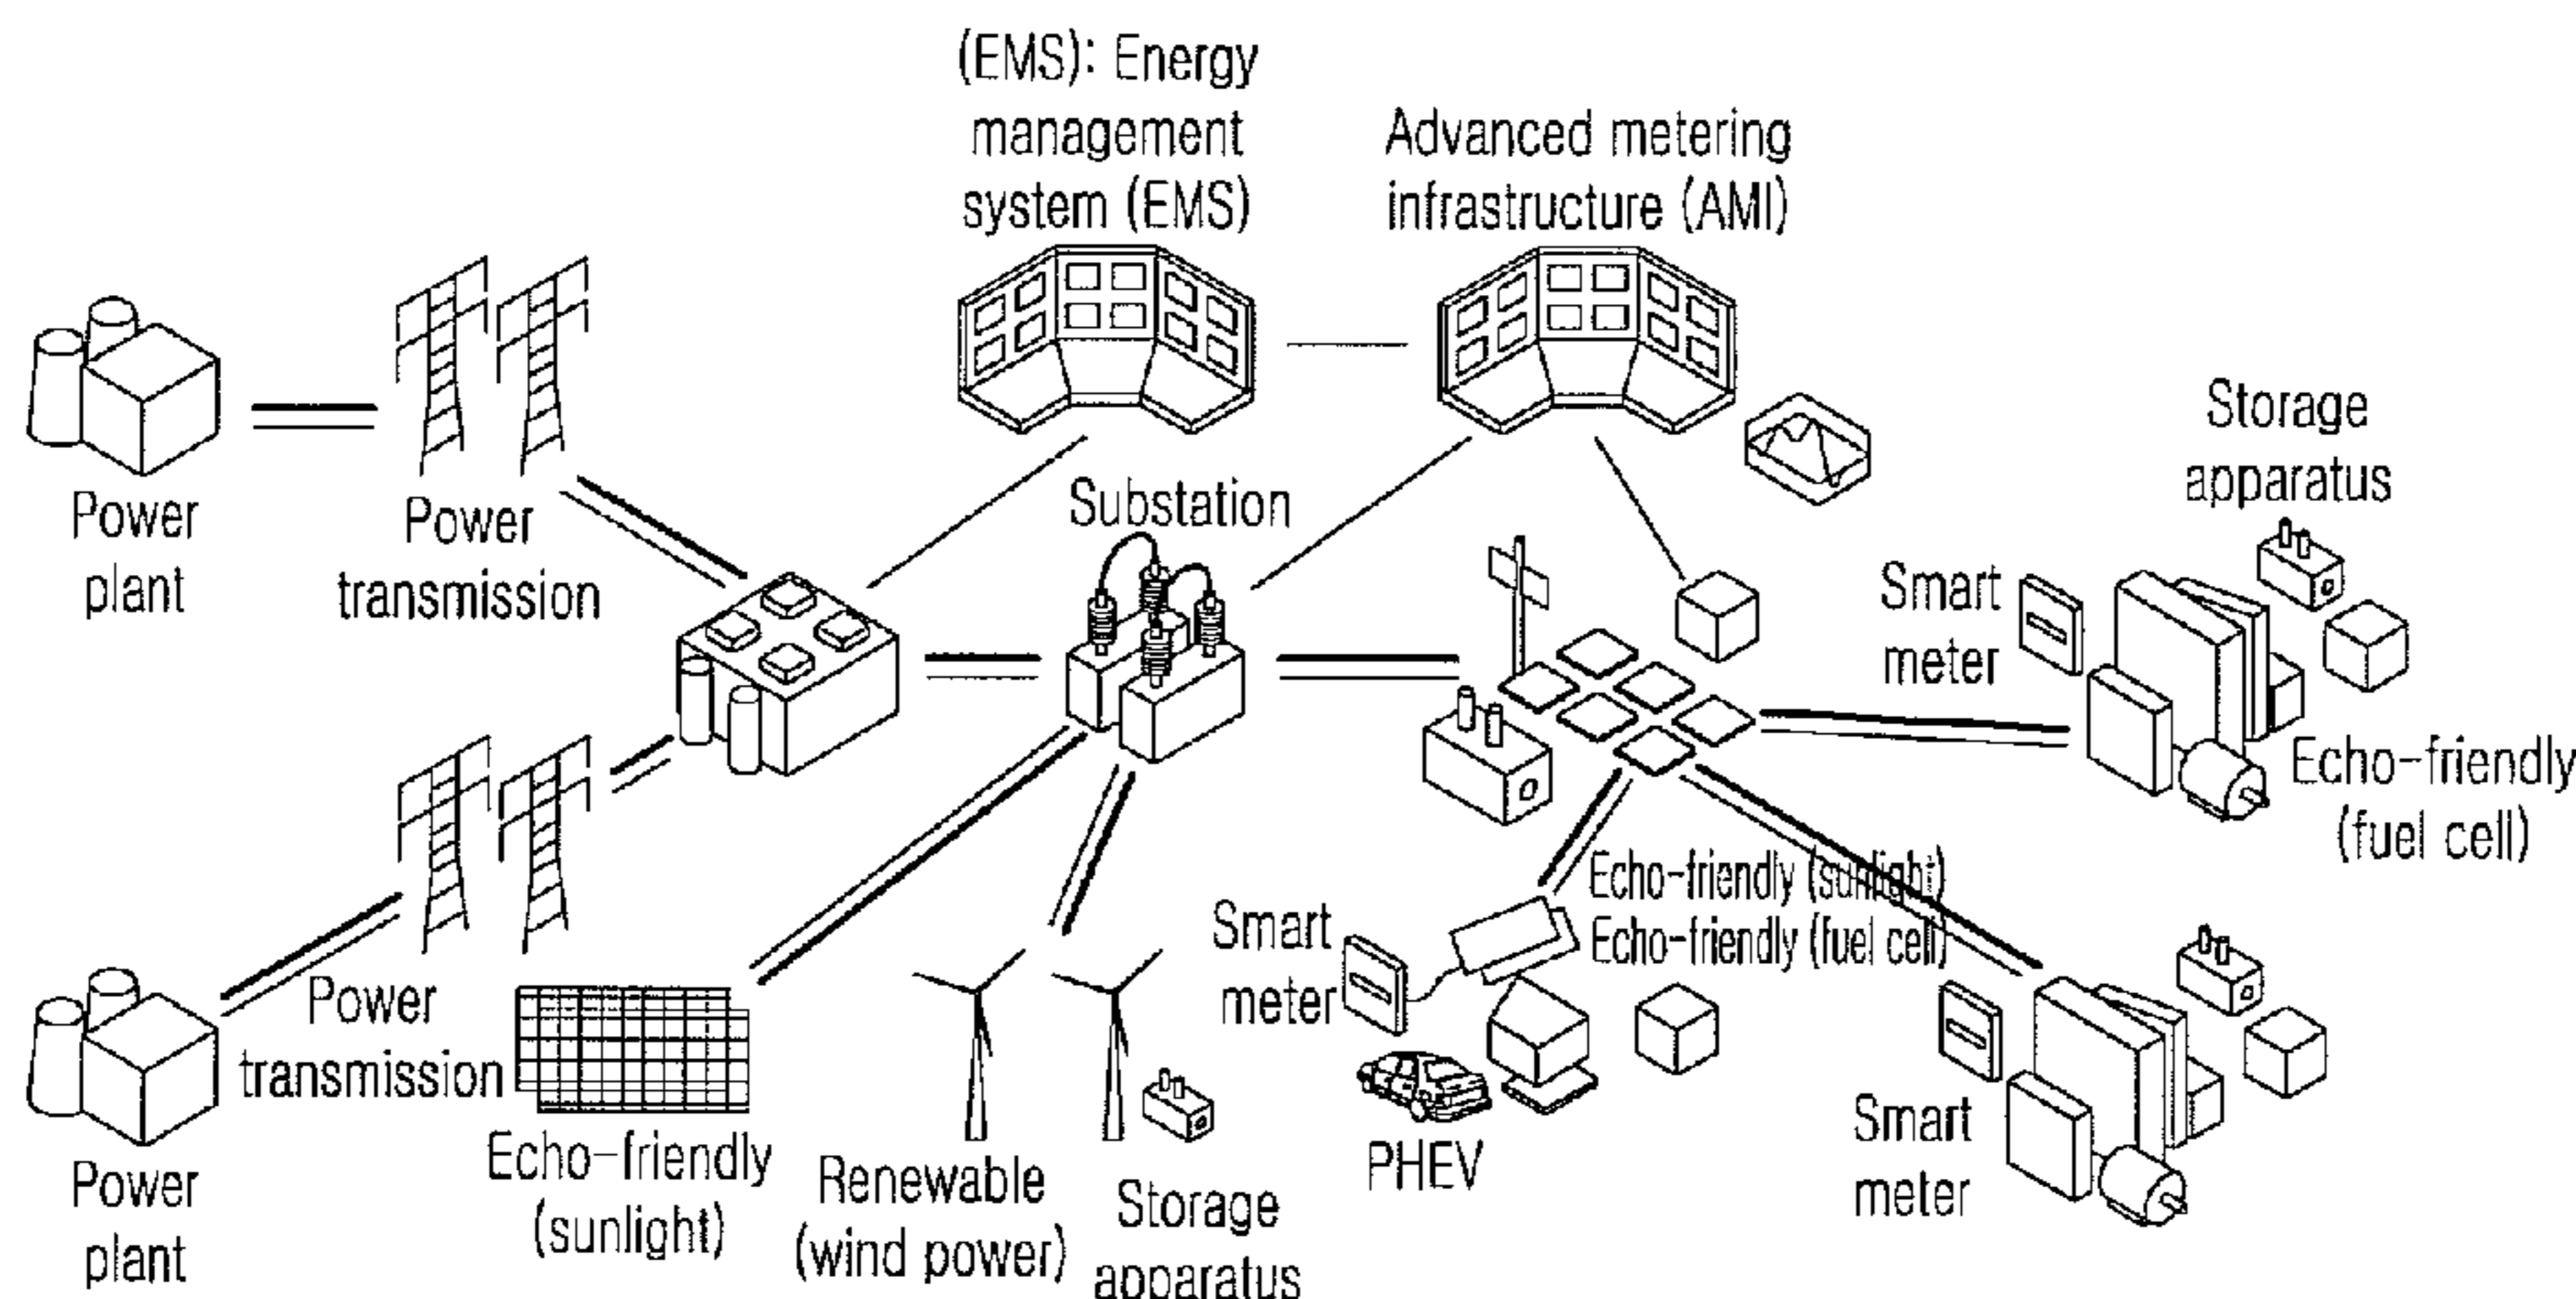 (EMS): Energy
management
system (EMS)
Advanced metering
infrastructure (AMI)
Storage
apparatus
Power
plant
Power
transmission
Substation
Smart
meter
Echo-friendly
(fuel cell)
Echo-friendly (sunlight)
Echo-friendly (fuel cell)
Smart
meter
Power
transmission
Power
plant
Echo-friendly
(sunlight)
Renewable
(wind power)
Storage
apparatus
PHEV
Smart
meter